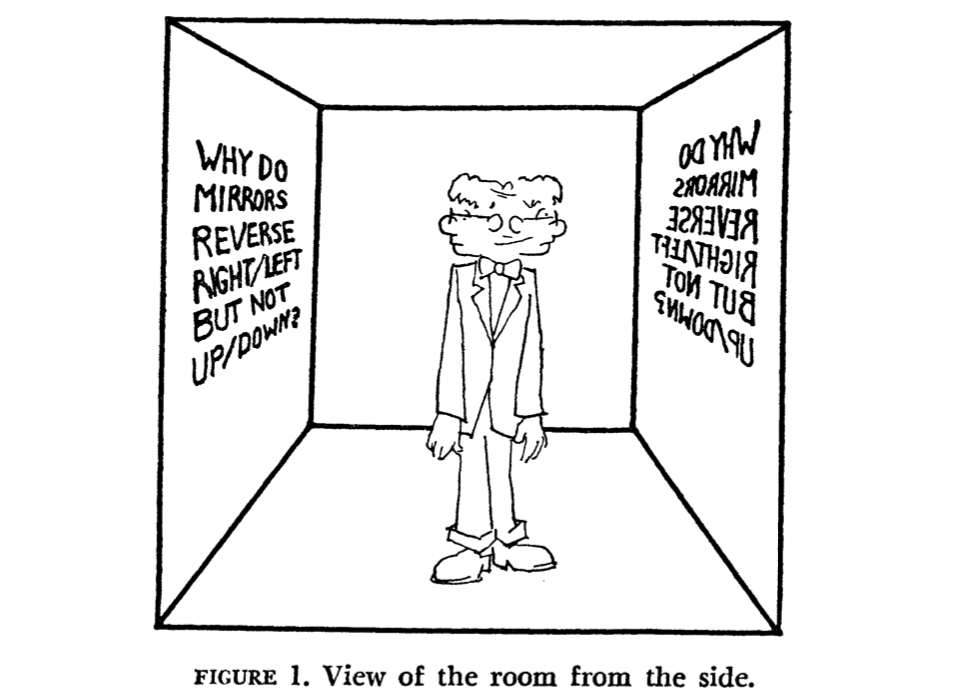 WHY DO
MIRRORS
REVERSE
RIGHT/LEFT
BUT NOT
UP/DOWN?
WHY DO
MIRRORS
REVERSE
RIGHT/LEFT
BUT NOT
UP/DOWN?
FIGURE 1. View of the room from the side.